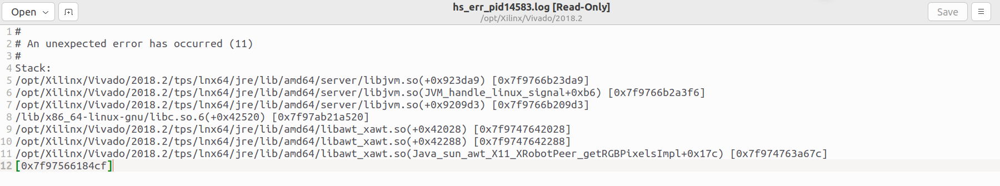 Open
hs_err_pid14583.log [Read-Only]
/opt/Xilinx/Vivado/2018.2
Save
1 #
2 # An unexpected error has occurred (11)
3 #
4 Stack:
5 /opt/Xilinx/Vivado/2018.2/tps/lnx64/jre/lib/amd64/server/libjvm.so(+0x923da9) [0x7f9766b23da9]
6 /opt/Xilinx/Vivado/2018.2/tps/lnx64/jre/lib/amd64/server/libjvm.so(JVM_handle_linux_signal+0xb6) [0x7f9766b2a3f6]
7 /opt/Xilinx/Vivado/2018.2/tps/lnx64/jre/lib/amd64/server/libjvm.so(+0x9209d3) [0x7f9766b209d3]
8 /lib/x86_64-linux-gnu/libc.so.6(+0x42520) [0x7f97ab21a520]
9 /opt/Xilinx/Vivado/2018.2/tps/lnx64/jre/lib/amd64/libawt_xawt.so(+0x42028) [0x7f9747642028]
10 /opt/Xilinx/Vivado/2018.2/tps/lnx64/jre/lib/amd64/libawt_xawt.so(+0x42288) [0x7f9747642288]
11 /opt/Xilinx/Vivado/2018.2/tps/lnx64/jre/lib/amd64/libawt_xawt.so(Java_sun_awt_X11_XRobotPeer_getRGBPixelsImpl+0x17c) [0x7f974763a67c]
12 [0x7f97566184cf]